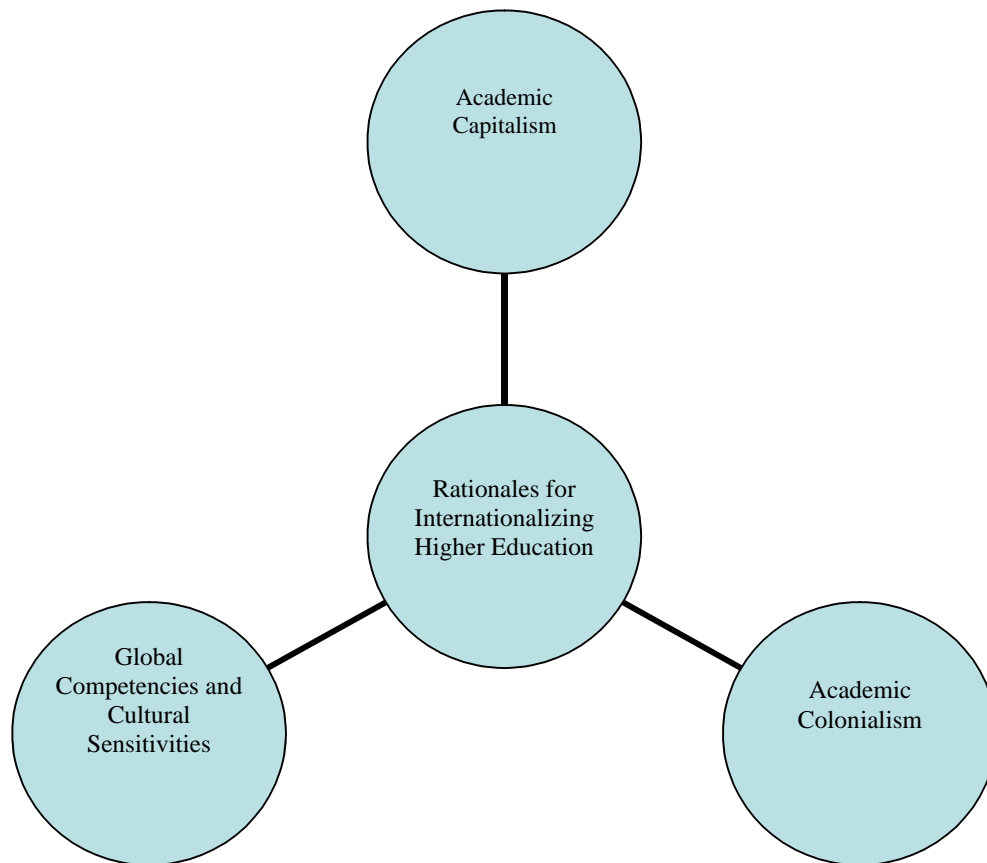 Academic
Capitalism
Rationales for
Internationalizing
Higher Education
Global
Competencies and
Cultural
Sensitivities
Academic
Colonialism